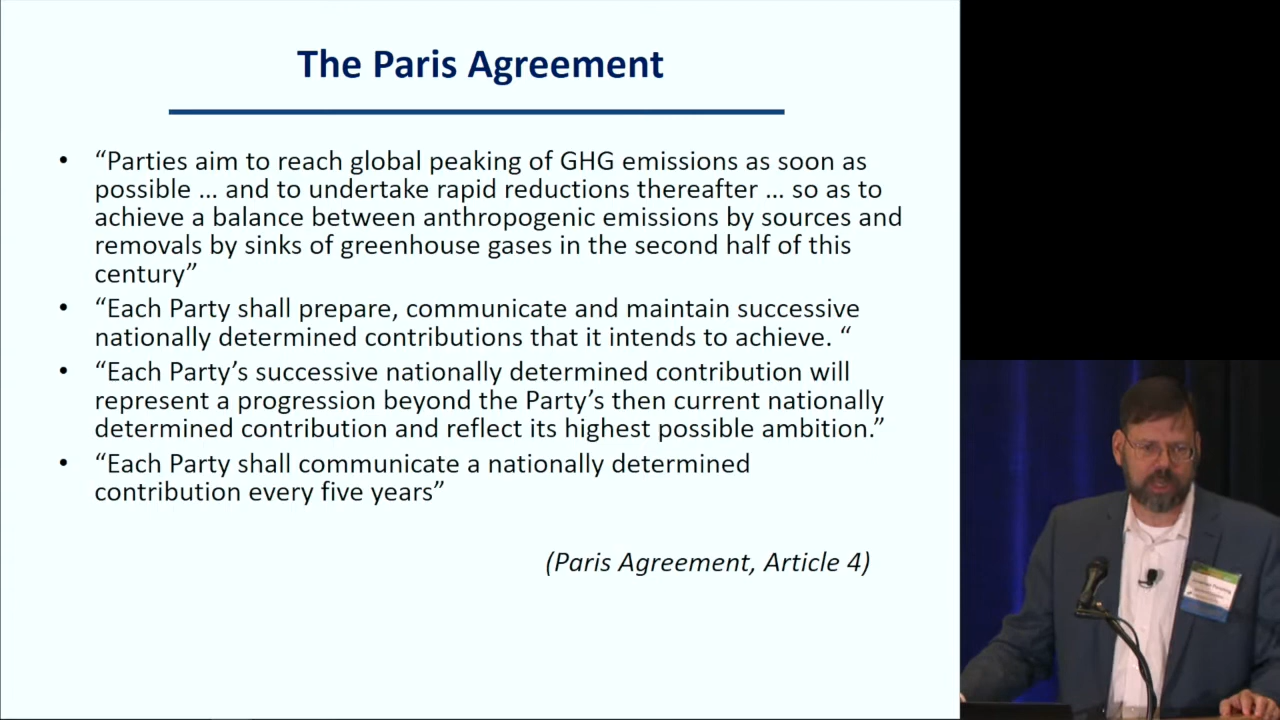 The Paris Agreement
• “Parties aim to reach global peaking of GHG emissions as soon as
possible ... and to undertake rapid reductions thereafter ... so as to
achieve a balance between anthropogenic emissions by sources and
removals by sinks of greenhouse gases in the second half of this
century”
• “Each Party shall prepare, communicate and maintain successive
nationally determined contributions that it intends to achieve. “
• “Each Party’s successive nationally determined contribution will
represent a progression beyond the Party’s then current nationally
determined contribution and reflect its highest possible ambition.”
• “Each Party shall communicate a nationally determined
contribution every five years”
(Paris Agreement, Article 4)